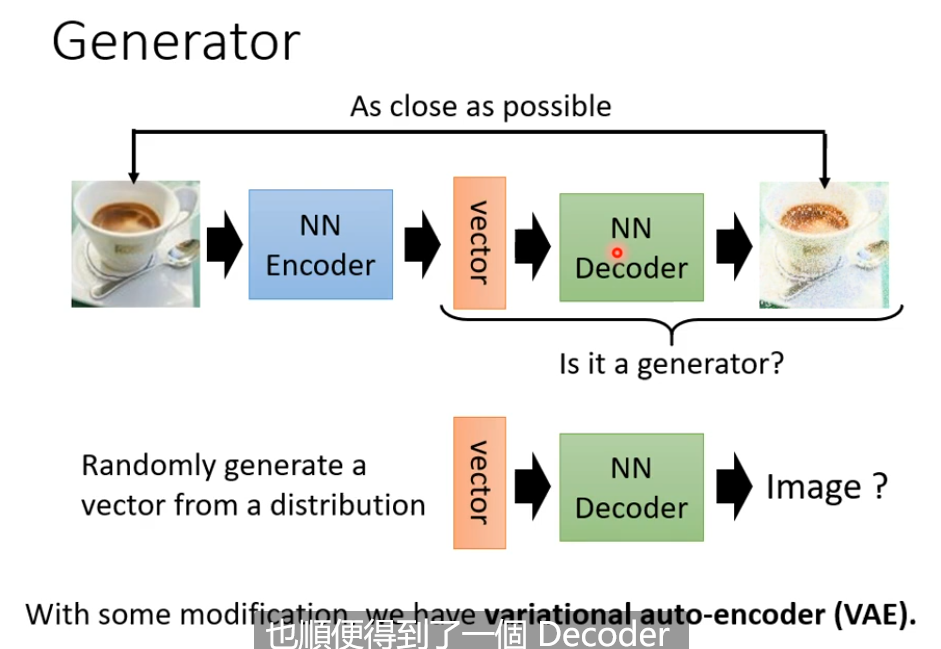 Generator
As close as possible
NN
Encoder
vector
NN
Decoder
Is it a generator?
Randomly generate a
vector from a distribution
vector
NN
Decoder
Image ?
With some modification, we have variational auto-encoder (VAE).
也順便得到了一個 Decoder